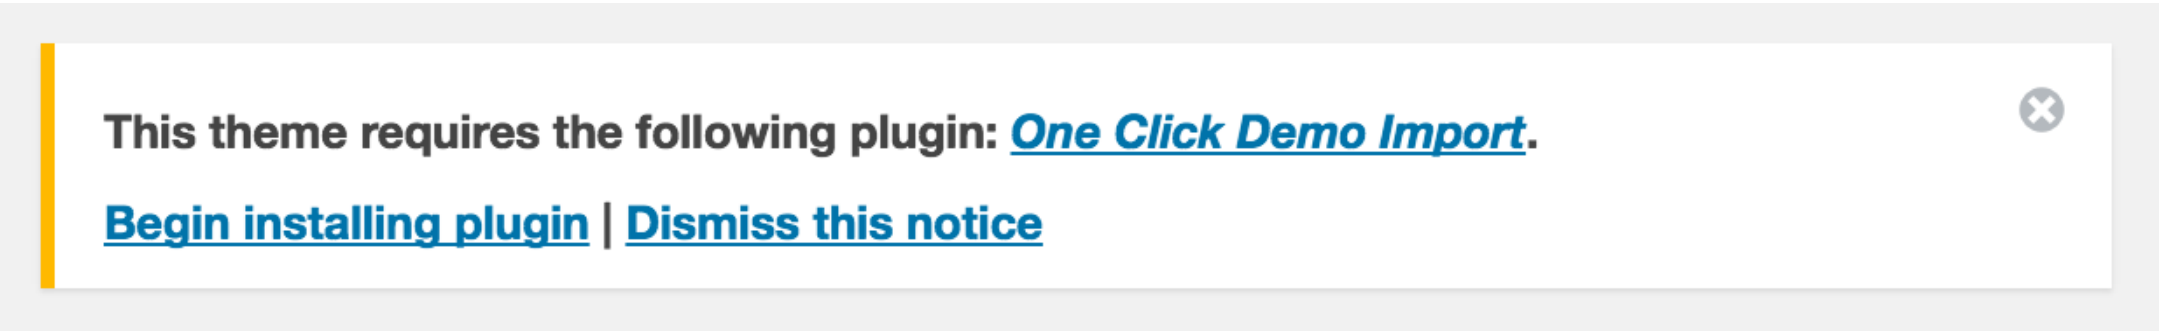 This theme requires the following plugin: One Click Demo Import.
Begin installing plugin | Dismiss this notice